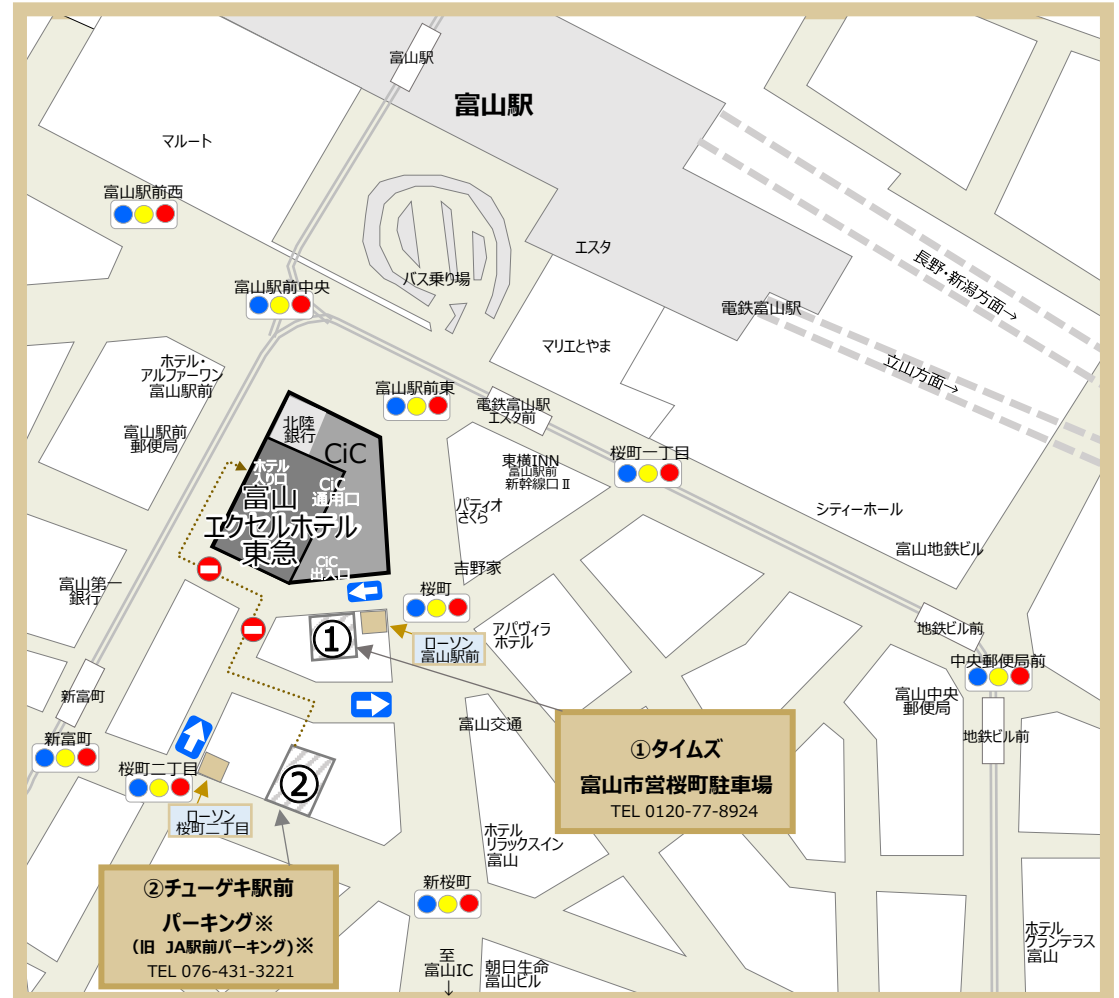 富山駅
富山駅
マルート
富山駅前西
エスタ
長野・新潟方面→
バス乗り場
富山駅前中央
電鉄富山駅
マリエとやま
立山方面→
ホテル・
アルファーワン
富山駅前
富山駅前東
電鉄富山駅
エスタ前
北陸
銀行
CiC
富山駅前
郵便局
桜町一丁目
東横INN
富山駅前
新幹線口Ⅱ
ホテル
入り口
CiC
通用口
富山
エクセルホテル
東急
パティオ
さくら
シティーホール
富山地鉄ビル
CiC
出入口
吉野家
富山第一
銀行
桜町
①
アパヴィラ
ホテル
地鉄ビル前
ローソン
富山駅前
中央郵便局前
新富町
富山中央
郵便局
富山交通
新富町
地鉄ビル前
①タイムズ
富山市営桜町駐車場
TEL 0120-77-8924
桜町二丁目
②
ローソン
桜町二丁目
ホテル
リラックスイン
富山
②チューゲキ駅前
パーキング※
(旧 JA駅前パーキング)※
TEL 076-431-3221
新桜町
ホテル
グランテラス
富山
至
富山IC
↓
朝日生命
富山ビル